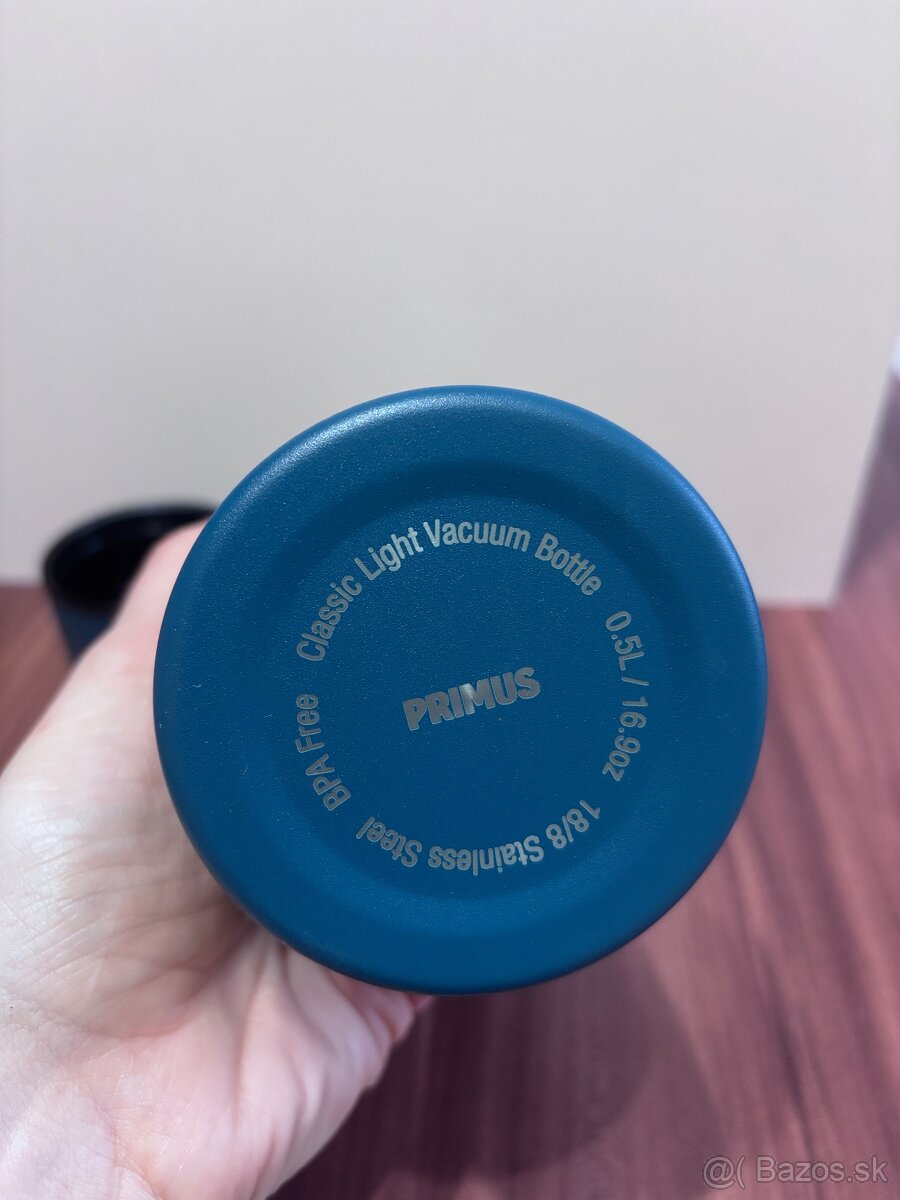 Classic Light Vacuum Bottle 0.5L / 16.9oz 18/8 Stainless Steel BPA Free
PRIMUS
@( Bazos.sk